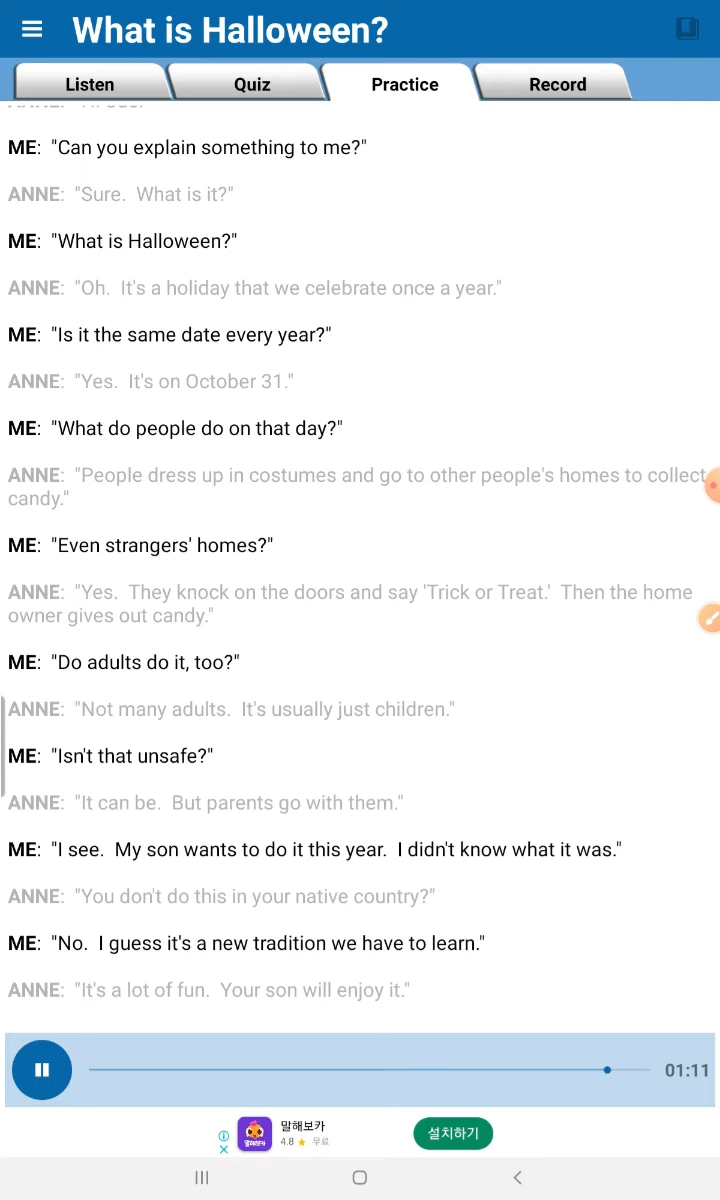 What is Halloween?
Listen Quiz Practice Record
ME: "Can you explain something to me?"
ANNE: "Sure. What is it?"
ME: "What is Halloween?"
ANNE: "Oh. It's a holiday that we celebrate once a year."
ME: "Is it the same date every year?"
ANNE: "Yes. It's on October 31."
ME: "What do people do on that day?"
ANNE: "People dress up in costumes and go to other people's homes to collect
candy."
ME: "Even strangers' homes?"
ANNE: "Yes. They knock on the doors and say 'Trick or Treat.' Then the home
owner gives out candy."
ME: "Do adults do it, too?"
ANNE: "Not many adults. It's usually just children."
ME: "Isn't that unsafe?"
ANNE: "It can be. But parents go with them."
ME: "I see. My son wants to do it this year. I didn't know what it was."
ANNE: "You don't do this in your native country?"
ME: "No. I guess it's a new tradition we have to learn."
ANNE: "It's a lot of fun. Your son will enjoy it."
01:11
말해보카
4.8 ★ 무료
설치하기
말해보카